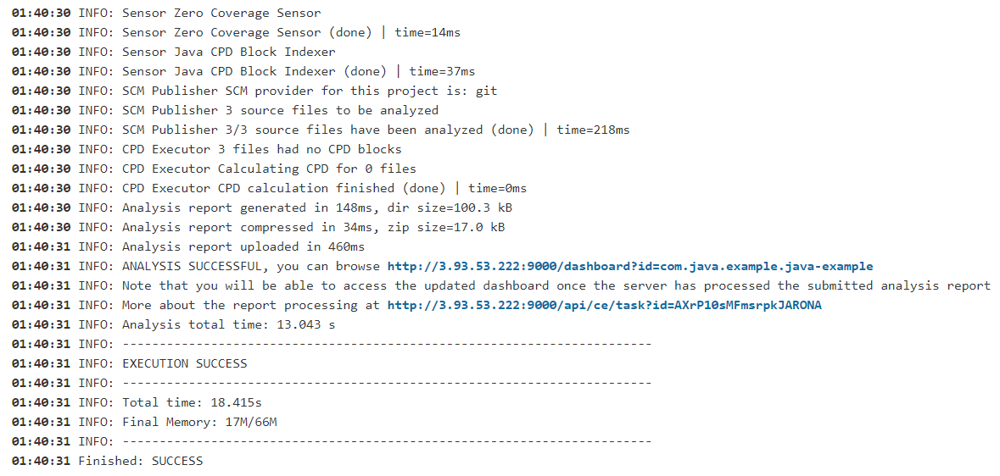 01:40:30 INFO: Sensor Zero Coverage Sensor
01:40:30 INFO: Sensor Zero Coverage Sensor (done) | time=14ms
01:40:30 INFO: Sensor Java CPD Block Indexer
01:40:30 INFO: Sensor Java CPD Block Indexer (done) | time=37ms
01:40:30 INFO: SCM Publisher SCM provider for this project is: git
01:40:30 INFO: SCM Publisher 3 source files to be analyzed
01:40:30 INFO: SCM Publisher 3/3 source files have been analyzed (done) | time=218ms
01:40:30 INFO: CPD Executor 3 files had no CPD blocks
01:40:30 INFO: CPD Executor Calculating CPD for 0 files
01:40:30 INFO: CPD Executor CPD calculation finished (done) | time=0ms
01:40:30 INFO: Analysis report generated in 148ms, dir size=100.3 kB
01:40:30 INFO: Analysis report compressed in 34ms, zip size=17.0 kB
01:40:31 INFO: Analysis report uploaded in 460ms
01:40:31 INFO: ANALYSIS SUCCESSFUL, you can browse http://3.93.53.222:9000/dashboard?id=com.java.example.java-example
01:40:31 INFO: Note that you will be able to access the updated dashboard once the server has processed the submitted analysis report
01:40:31 INFO: More about the report processing at http://3.93.53.222:9000/api/ce/task?id=AXrP10sMFmsrpkJARONA
01:40:31 INFO: Analysis total time: 13.043 s
01:40:31 INFO: ------------------------------------------------------------------------
01:40:31 INFO: EXECUTION SUCCESS
01:40:31 INFO: ------------------------------------------------------------------------
01:40:31 INFO: Total time: 18.415s
01:40:31 INFO: Final Memory: 17M/66M
01:40:31 INFO: ------------------------------------------------------------------------
01:40:31 Finished: SUCCESS